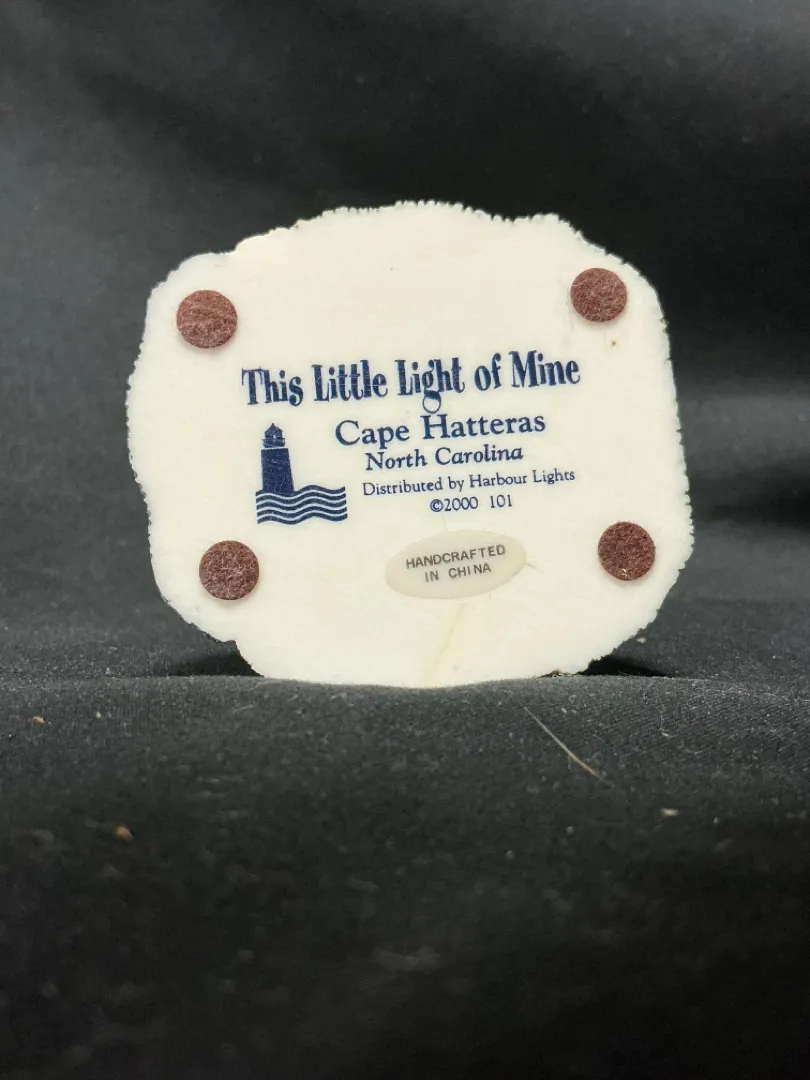 This Little Light of Mine
Cape Hatteras
North Carolina
Distributed by Harbour Lights
©2000 101
HANDCRAFTED
IN CHINA